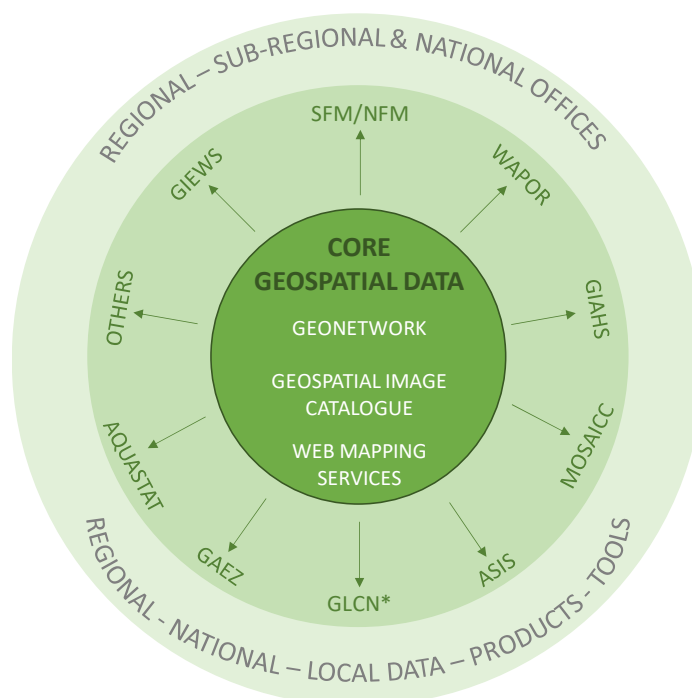 REGIONAL – SUB-REGIONAL & NATIONAL OFFICES
SFM/NFM
WAPOR
GIAHS
MOSAICC
ASIS
GLCN*
GAEZ
AQUASTAT
OTHERS
GIEWS
CORE
GEOSPATIAL DATA
GEONETWORK
GEOSPATIAL IMAGE
CATALOGUE
WEB MAPPING
SERVICES
REGIONAL - NATIONAL – LOCAL DATA – PRODUCTS - TOOLS